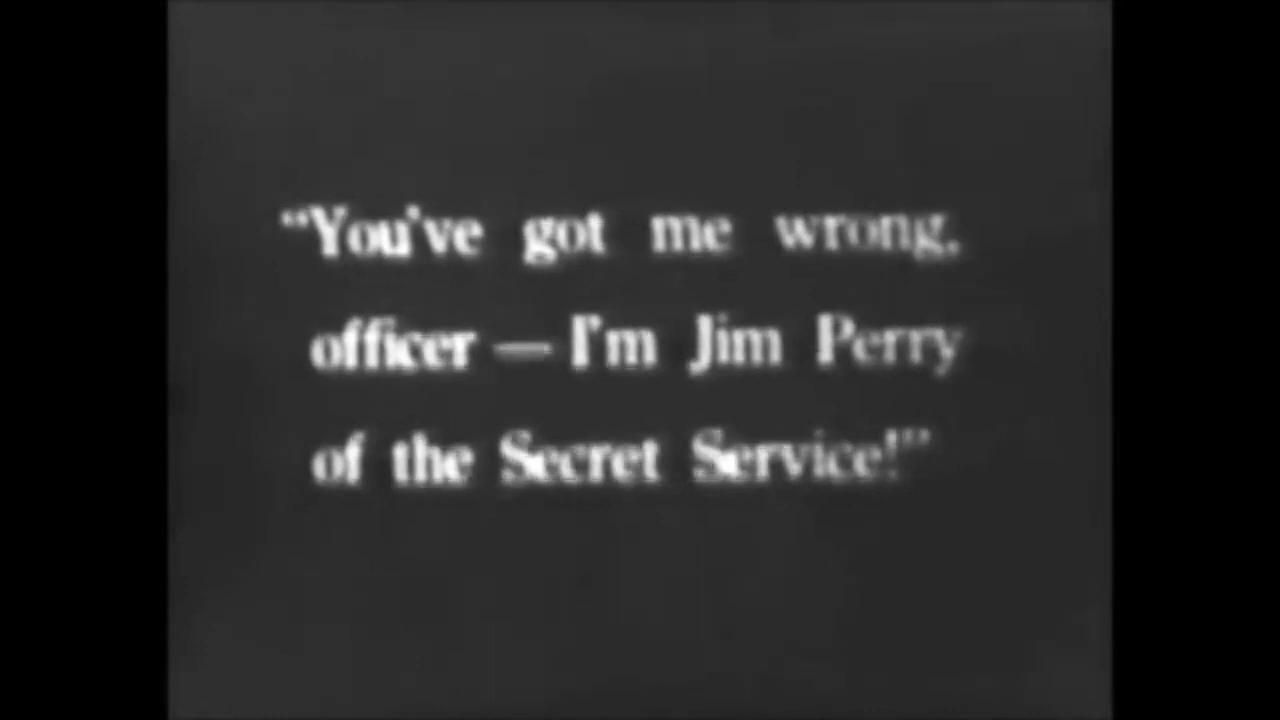 “You've got me wrong,
officer — I'm Jim Perry
of the Secret Service!”